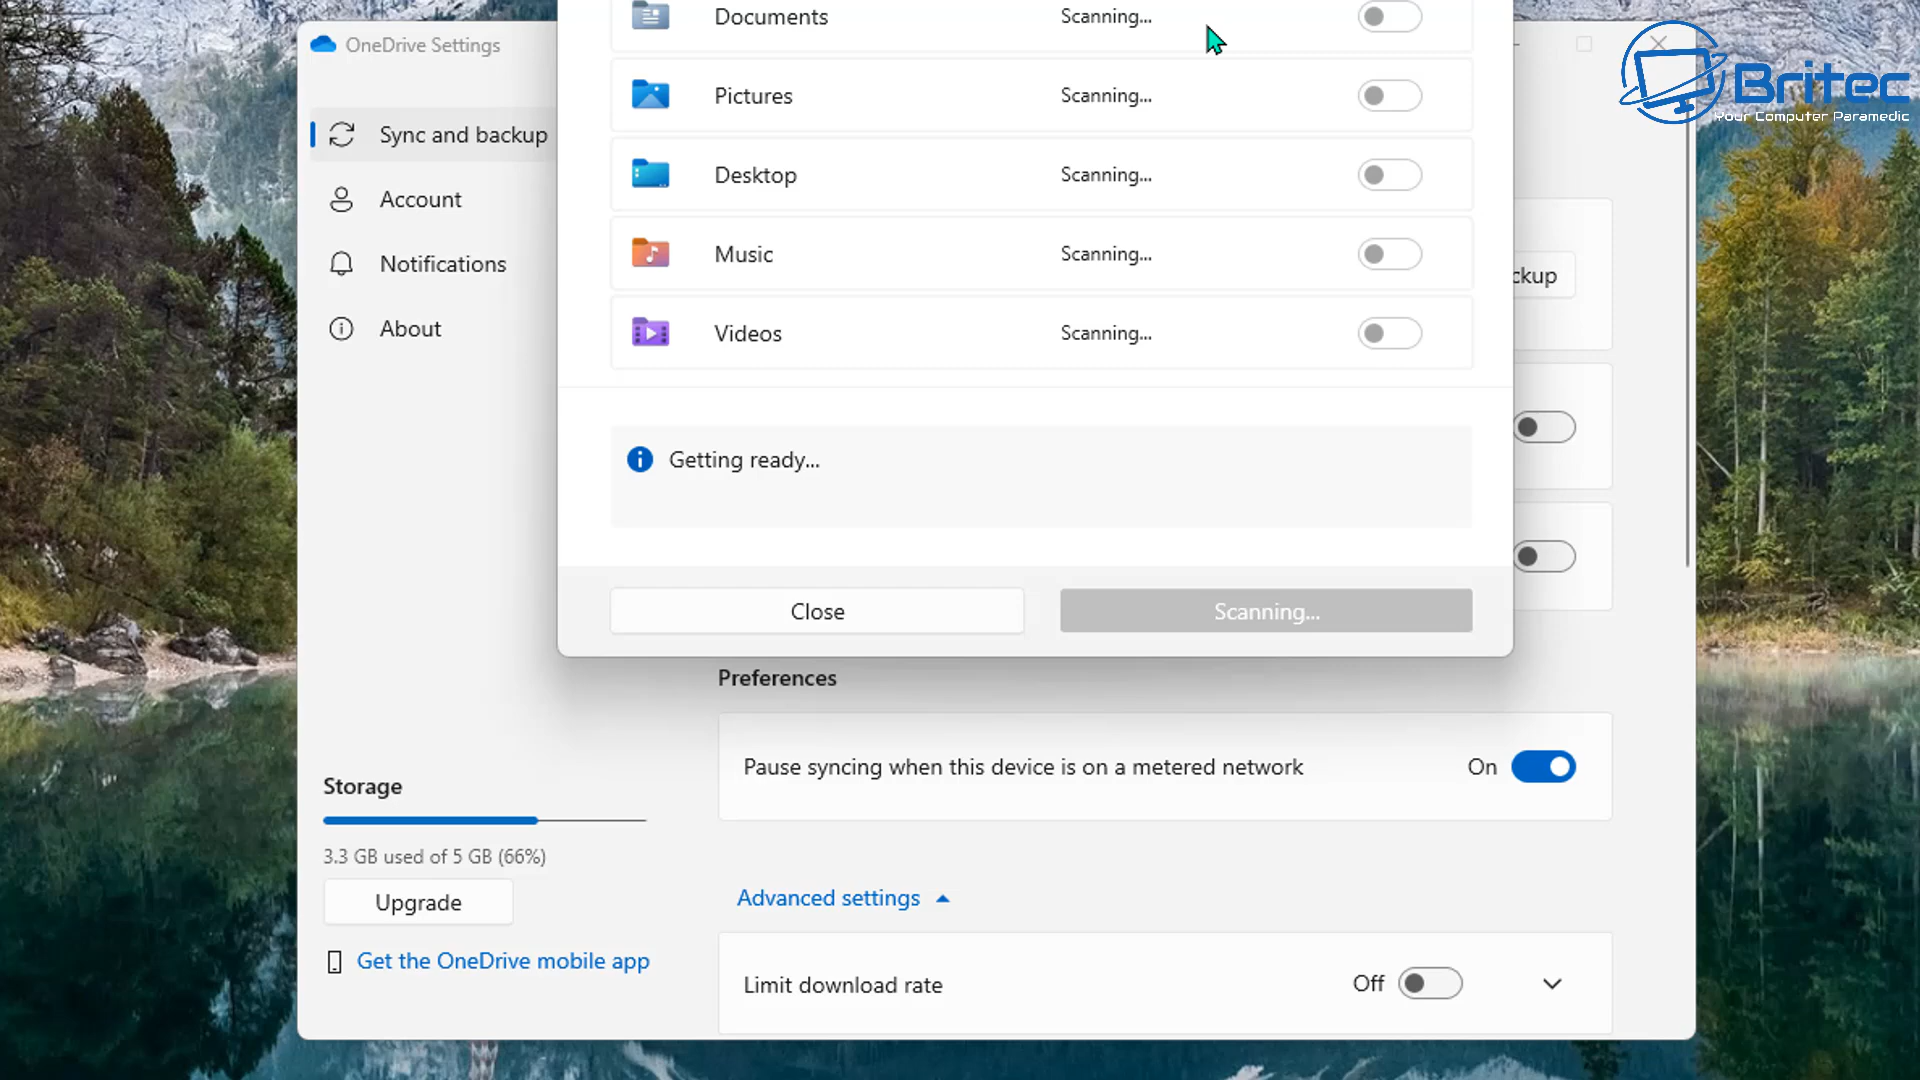 OneDrive Settings
Sync and backup
Account
Notifications
About
Storage
3.3 GB used of 5 GB (66%)
Upgrade
Get the OneDrive mobile app
Documents Scanning...
Pictures Scanning...
Desktop Scanning...
Music Scanning...
Videos Scanning...
Getting ready...
Close Scanning...
ckup
Preferences
Pause syncing when this device is on a metered network On
Advanced settings
Limit download rate Off
Britec
Your Computer Paramedic